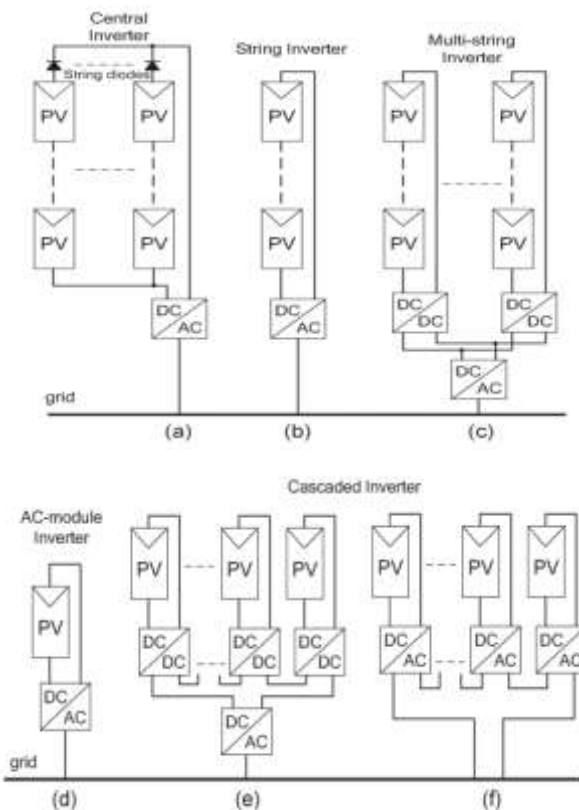 Central
Inverter
String Inverter
Multi-string
Inverter
String diodes
PV PV PV PV PV
PV PV PV PV PV
DC
DC
DC
DC
DC
AC
DC
AC
DC
AC
grid
(a) (b) (c)
Cascaded Inverter
AC-module
Inverter
PV PV PV PV PV PV
PV
DC
DC
DC
DC
DC
DC
DC
AC
DC
AC
DC
AC
DC
AC
DC
AC
grid
(d) (e) (f)